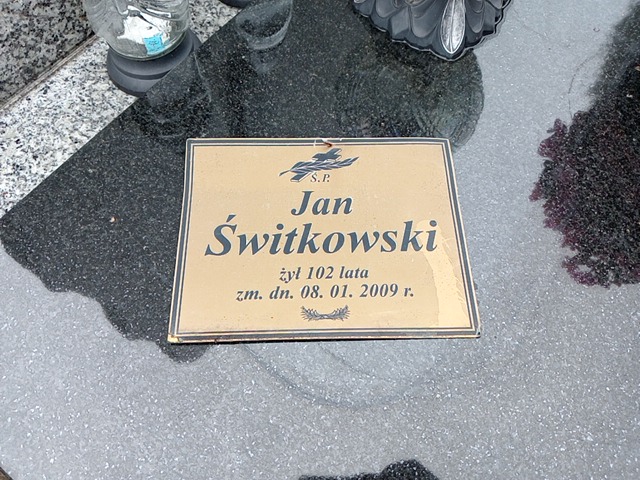 Ś.P.
Jan
Świtkowski
żył 102 lata
zm. dn. 08. 01. 2009 r.